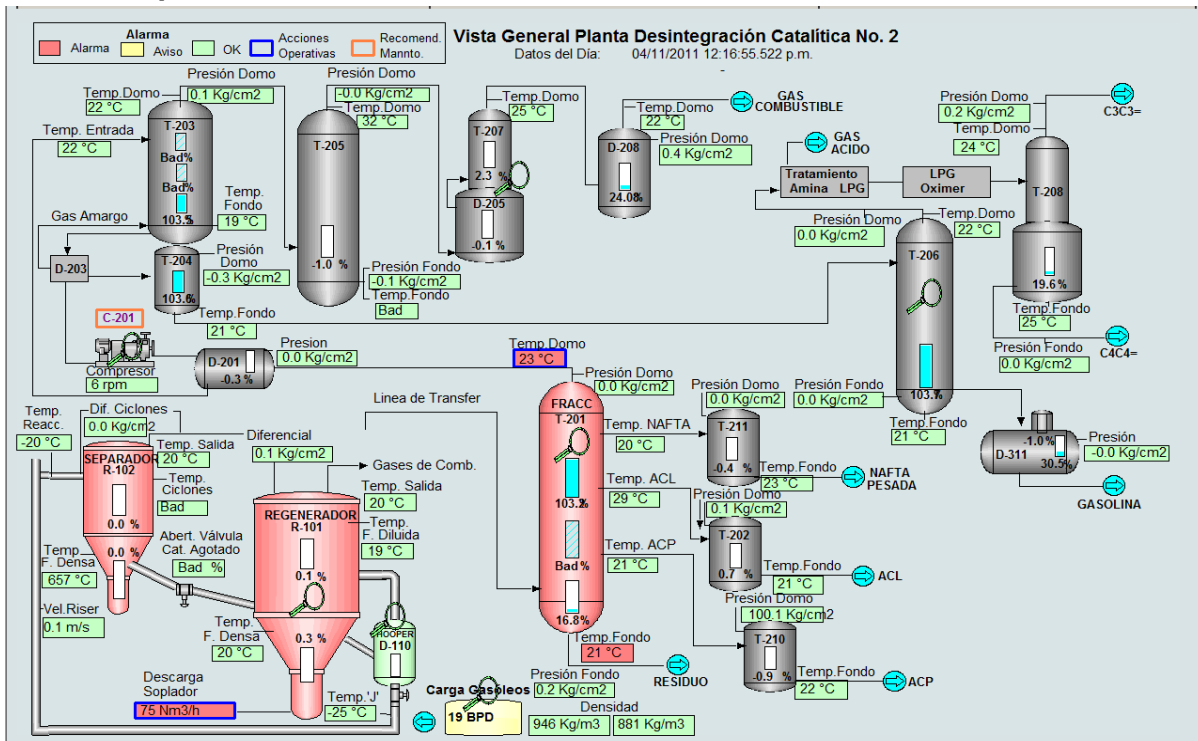 Vista General Planta Desintegración Catalítica No. 2
Datos del Día: 04/11/2011 12:16:55.522 p.m.
-
Alarma
Alarma
Aviso
OK
Acciones
Operativas
Recomend.
Mannto.
Presión Domo
0.1 Kg/cm2
Temp.Domo
22 °C
Temp. Entrada
22 °C
T-203
Bad%
Bad%
103.5%
Temp.
Fondo
19 °C
Gas Amargo
D-203
T-204
103.6%
Presión
Domo
-0.3 Kg/cm2
Temp.Fondo
21 °C
C-201
Compresor
6 rpm
D-201
-0.3 %
Presion
0.0 Kg/cm2
Presión Domo
-0.0 Kg/cm2
Temp.Domo
32 °C
T-205
-1.0 %
Presión Fondo
-0.1 Kg/cm2
Temp.Fondo
Bad
Temp.Domo
25 °C
T-207
2.3 %
D-205
-0.1 %
Temp.Domo
22 °C
D-208
24.08%
Presión Domo
0.4 Kg/cm2
GAS
COMBUSTIBLE
GAS
ACIDO
Tratamiento
Amina LPG
LPG
Oximer
Presión Domo
0.2 Kg/cm2
Temp.Domo
24 °C
C3C3=
T-208
19.6%
Temp.Fondo
25 °C
C4C4=
Presión Domo
0.0 Kg/cm2
Temp.Domo
22 °C
T-206
Presión Fondo
0.0 Kg/cm2
Presión Fondo
0.0 Kg/cm2
Temp.Fondo
21 °C
-1.0%
D-311
30.5%
Presión
-0.0 Kg/cm2
GASOLINA
Temp.Domo
23 °C
Presión Domo
0.0 Kg/cm2
FRACC
T-201
Bad%
16.8%
Temp. NAFTA
20 °C
Temp. ACL
29 °C
Temp. ACP
21 °C
Temp.Fondo
21 °C
Presión Fondo
0.2 Kg/cm2
RESIDUO
Presión Domo
0.0 Kg/cm2
T-211
-0.4 %
Temp.Fondo
23 °C
NAFTA
PESADA
Presión Domo
0.1 Kg/cm2
T-202
0.7 %
Temp.Fondo
21 °C
ACL
Presión Domo
100.1 Kg/cm2
T-210
-0.9 %
Temp.Fondo
22 °C
ACP
Linea de Transfer
Temp.
Reacc.
-20 °C
Dif. Ciclones
0.0 Kg/cm2
SEPARADOR
R-102
0.0 %
0.0 %
Temp. Salida
20 °C
Temp.
Ciclones
Bad
Temp
F. Densa
657 °C
Vel.Riser
0.1 m/s
Abert. Válvula
Cat. Agotado
Bad %
Diferencial
0.1 Kg/cm2
Gases de Comb.
Temp. Salida
20 °C
REGENERADOR
R-101
0.1 %
0.3 %
Temp.
F. Diluida
19 °C
Temp.
F. Densa
20 °C
HOOPER
D-110
Descarga
Soplador
75 Nm3/h
Temp.'J'
-25 °C
Carga Gasóleos
19 BPD
Densidad
946 Kg/m3
881 Kg/m3